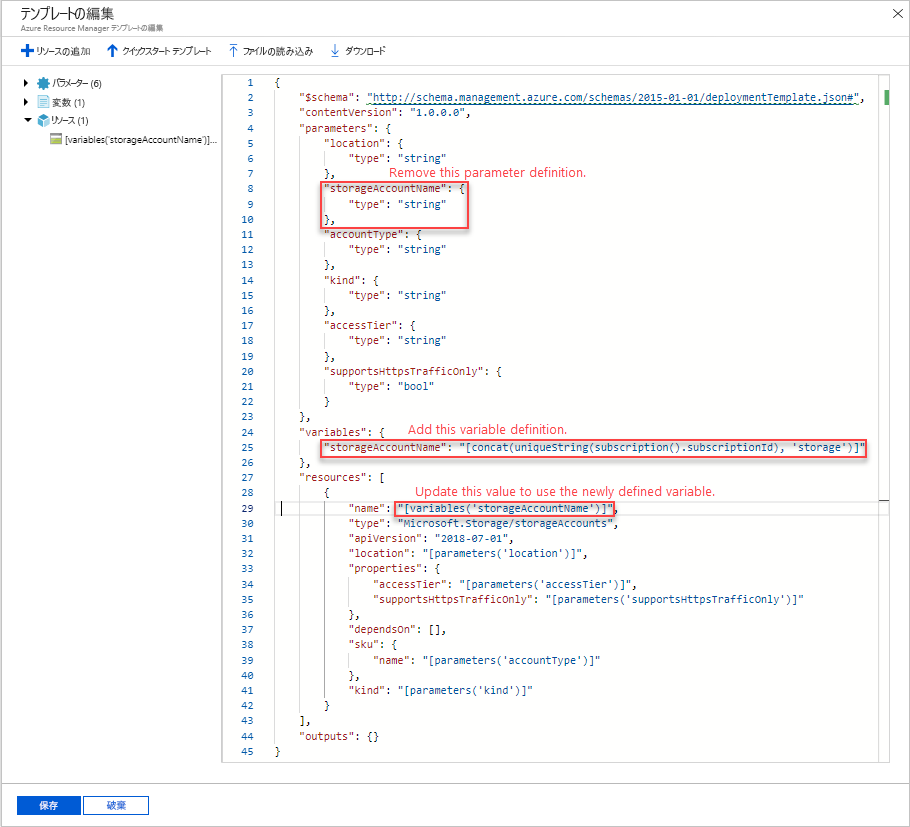 テンプレートの編集
Azure Resource Manager テンプレートの編集
リソースの追加 クイックスタート テンプレート ファイルの読み込み ダウンロード
パラメーター (6)
変数 (1)
リソース (1)
[variables('storageAccountName')]...
1 {
2 "$schema": "http://schema.management.azure.com/schemas/2015-01-01/deploymentTemplate.json#",
3 "contentVersion": "1.0.0.0",
4 "parameters": {
5 "location": {
6 "type": "string"
7 },
Remove this parameter definition.
8 "storageAccountName": {
9 "type": "string"
10 },
11 "accountType": {
12 "type": "string"
13 },
14 "kind": {
15 "type": "string"
16 },
17 "accessTier": {
18 "type": "string"
19 },
20 "supportsHttpsTrafficOnly": {
21 "type": "bool"
22 }
23 },
24 "variables": {
Add this variable definition.
25 "storageAccountName": "[concat(uniqueString(subscription().subscriptionId), 'storage')]"
26 },
27 "resources": [
28 {
Update this value to use the newly defined variable.
29 "name": "[variables('storageAccountName')]",
30 "type": "Microsoft.Storage/storageAccounts",
31 "apiVersion": "2018-07-01",
32 "location": "[parameters('location')]",
33 "properties": {
34 "accessTier": "[parameters('accessTier')]",
35 "supportsHttpsTrafficOnly": "[parameters('supportsHttpsTrafficOnly')]"
36 },
37 "dependsOn": [],
38 "sku": {
39 "name": "[parameters('accountType')]"
40 },
41 "kind": "[parameters('kind')]"
42 }
43 ],
44 "outputs": {}
45 }
保存 破棄